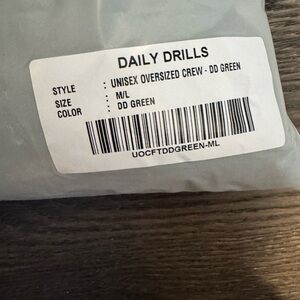 DAILY DRILLS
STYLE : UNISEX OVERSIZED CREW - DD GREEN
SIZE : M/L
COLOR : DD GREEN
UOCFTDDGREEN-ML